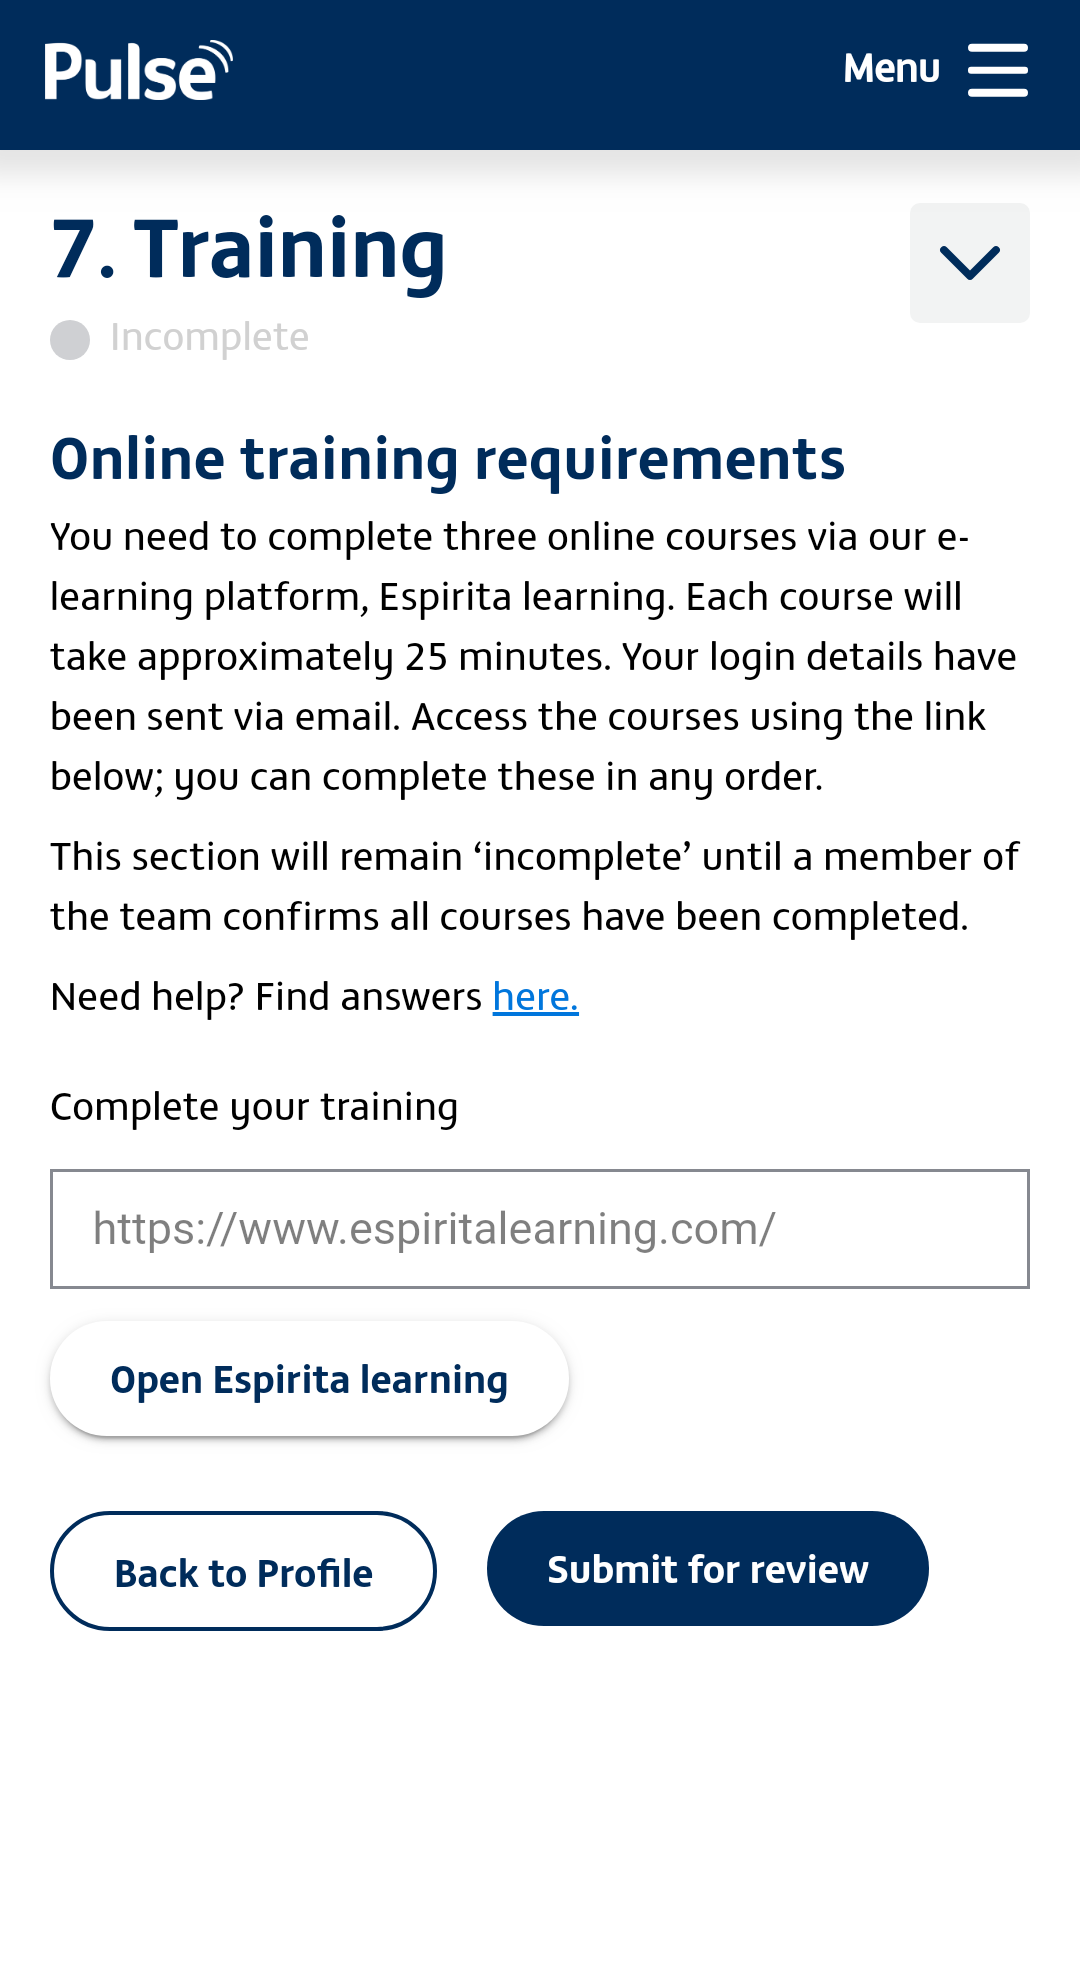 Pulse
Menu
7. Training
Incomplete
Online training requirements
You need to complete three online courses via our e-
learning platform, Espirita learning. Each course will
take approximately 25 minutes. Your login details have
been sent via email. Access the courses using the link
below; you can complete these in any order.
This section will remain ‘incomplete’ until a member of
the team confirms all courses have been completed.
Need help? Find answers here.
Complete your training
https://www.espiritalearning.com/
Open Espirita learning
Back to Profile
Submit for review